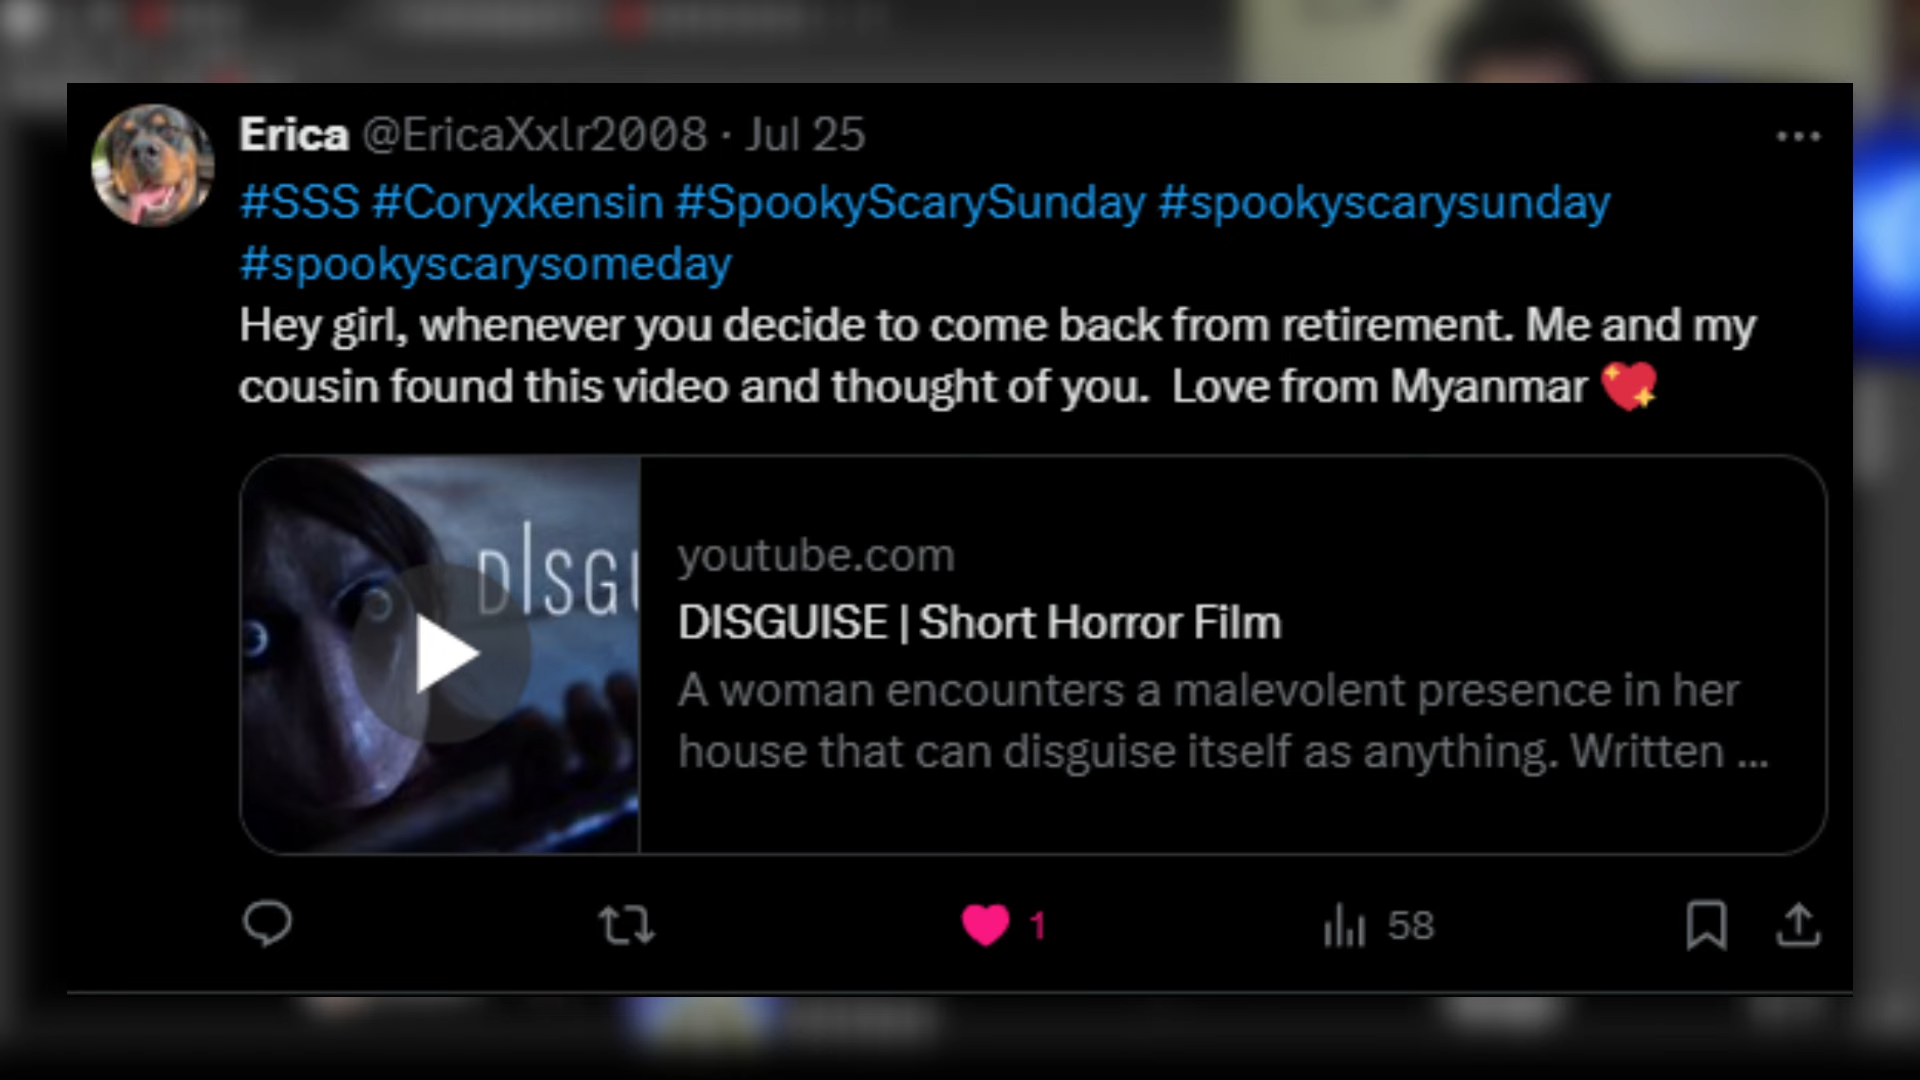 Erica @EricaXxlr2008 · Jul 25
#SSS #Coryxkensin #SpookyScarySunday #spookyscarysunday
#spookyscarysomeday
Hey girl, whenever you decide to come back from retirement. Me and my
cousin found this video and thought of you.  Love from Myanmar 💖
DISGU
youtube.com
DISGUISE | Short Horror Film
A woman encounters a malevolent presence in her
house that can disguise itself as anything. Written ...
1 58